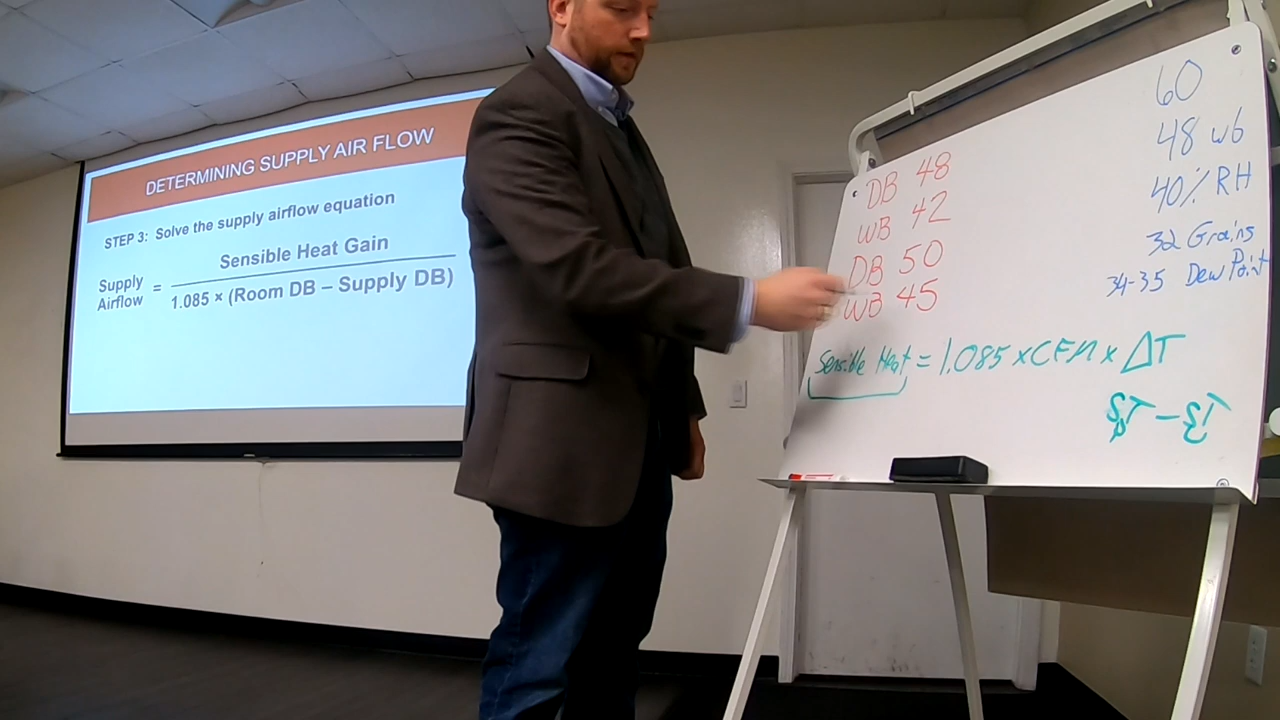 DETERMINING SUPPLY AIR FLOW
STEP 3: Solve the supply airflow equation
Supply Airflow = Sensible Heat Gain
1.085 × (Room DB – Supply DB)
DB 48
WB 42
DB 50
WB 45
60
48 wb
40% RH
32 Grains
34-35 Dew Point
Sensible Heat = 1.085 x CFM x ΔT